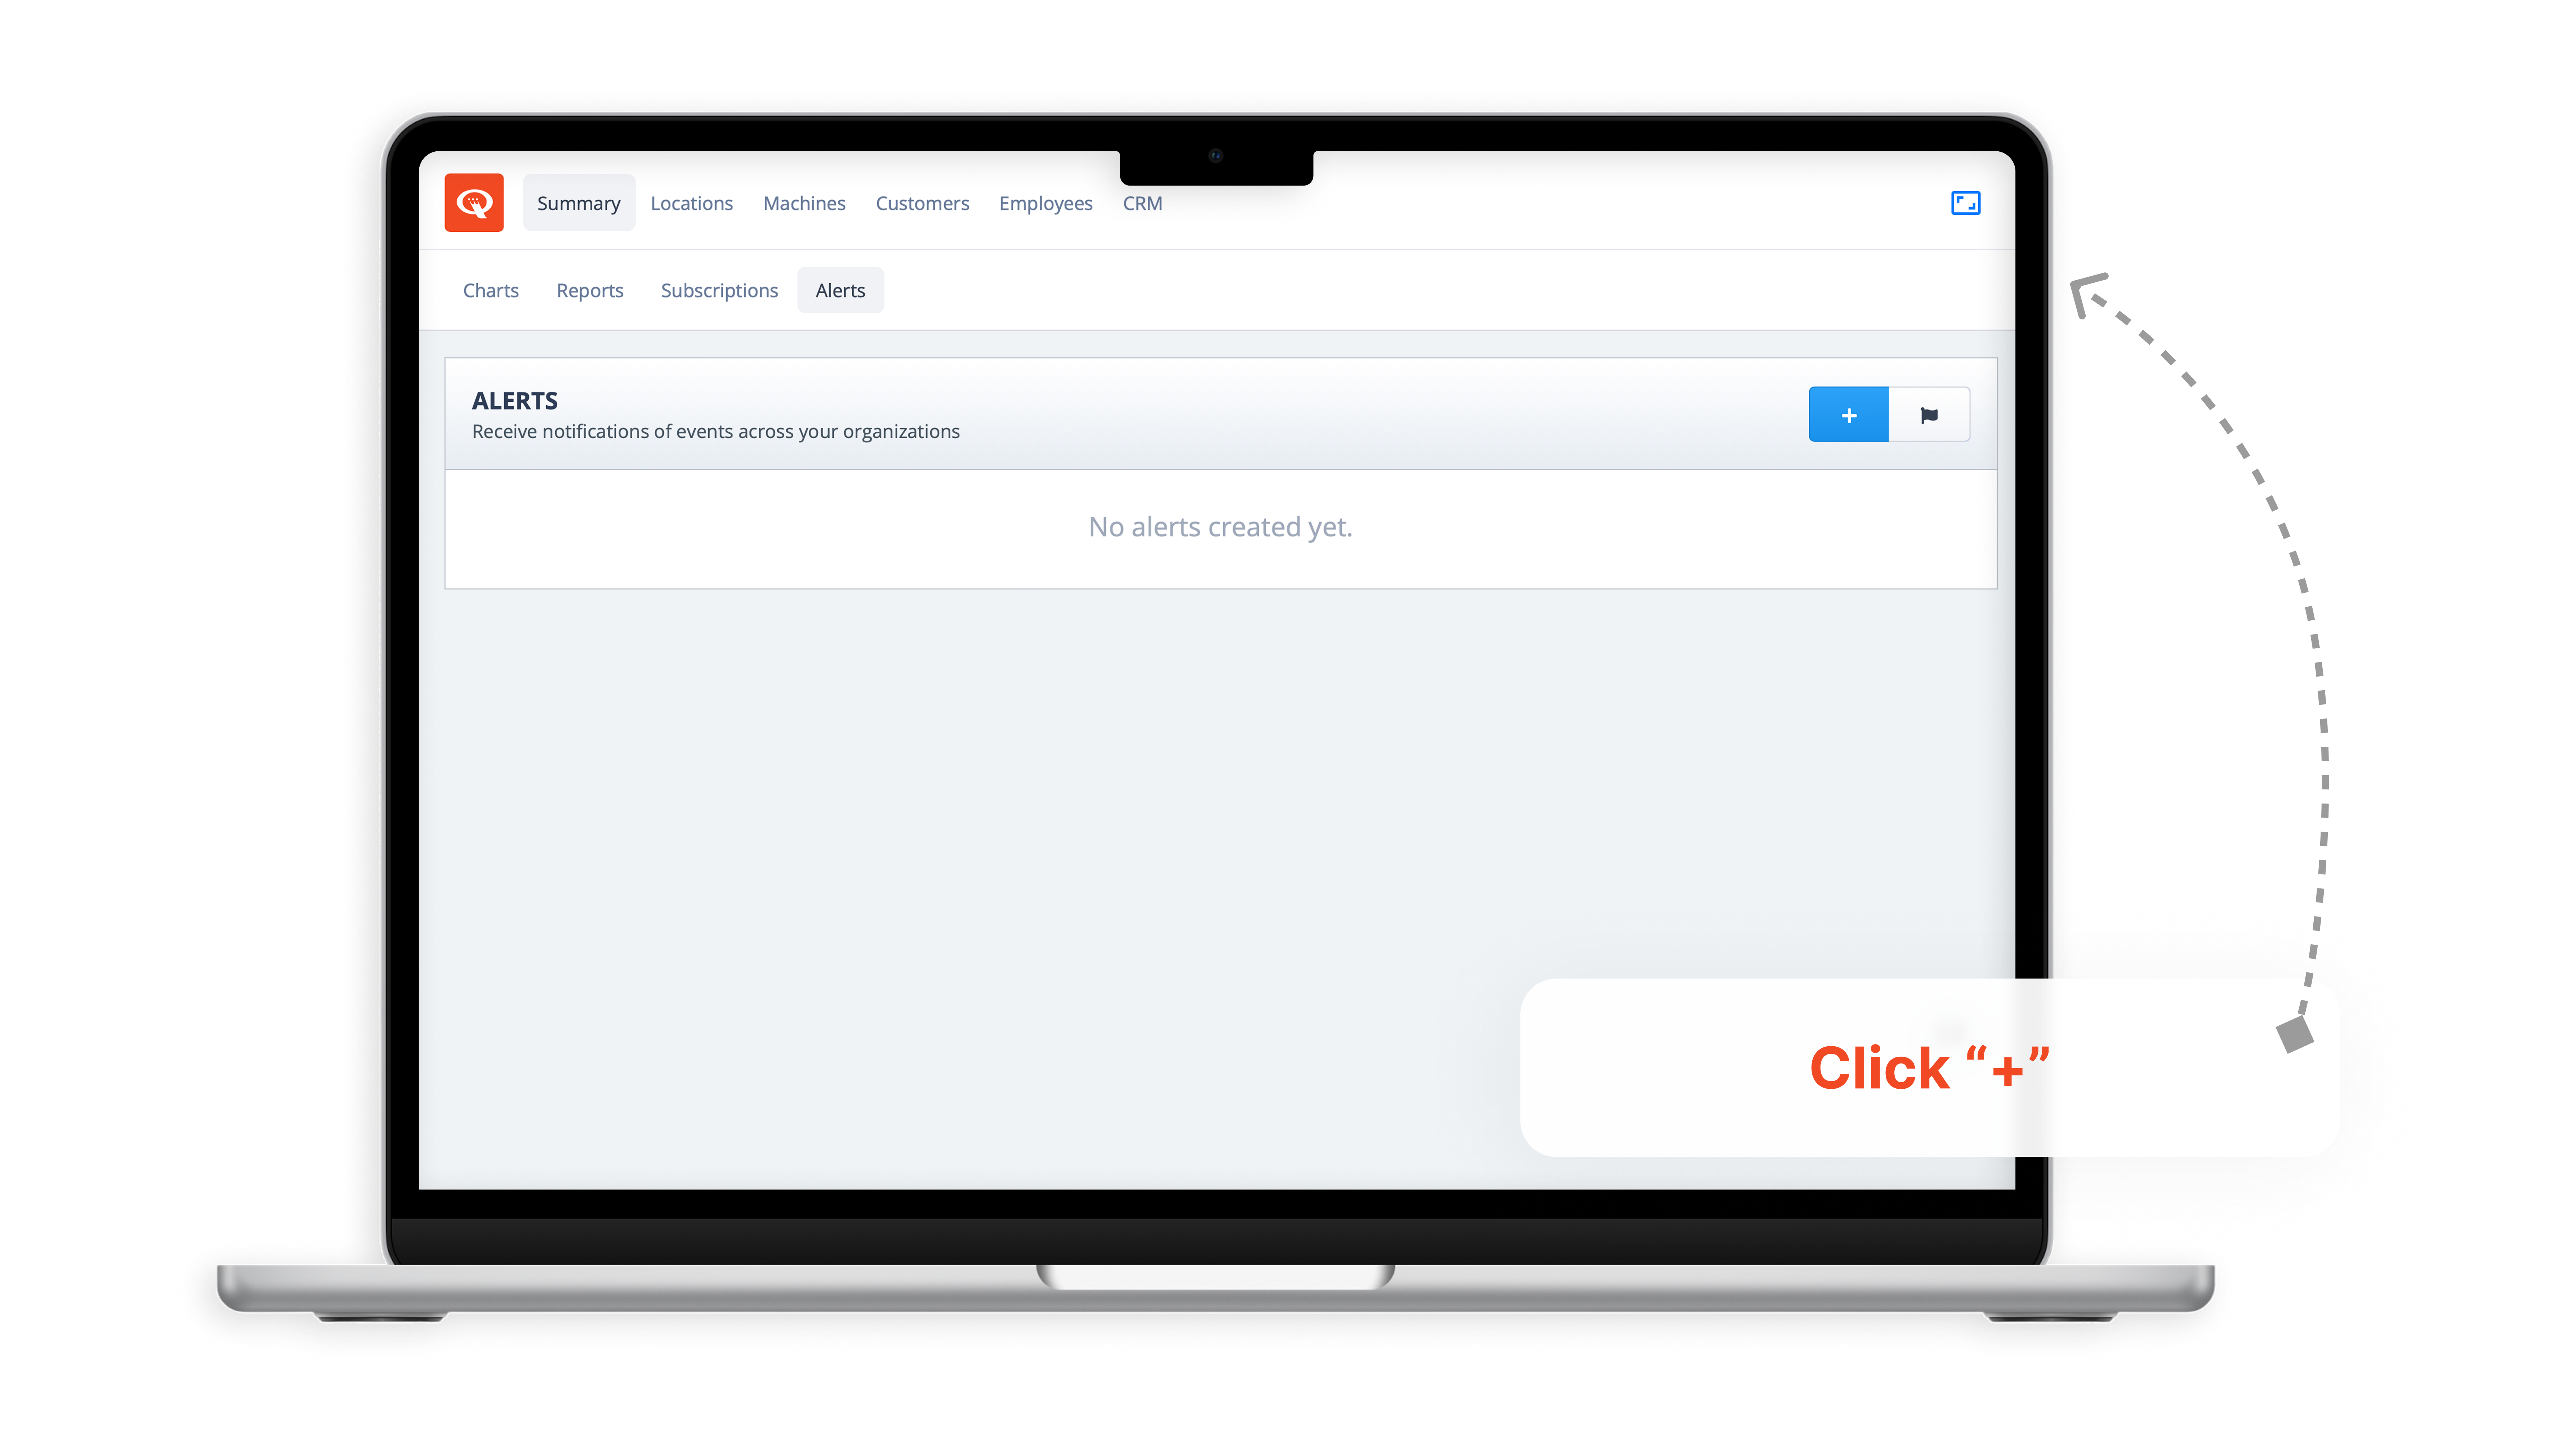 Summary Locations Machines Customers Employees CRM
Charts Reports Subscriptions Alerts
ALERTS
Receive notifications of events across your organizations
+
No alerts created yet.
Click “+”